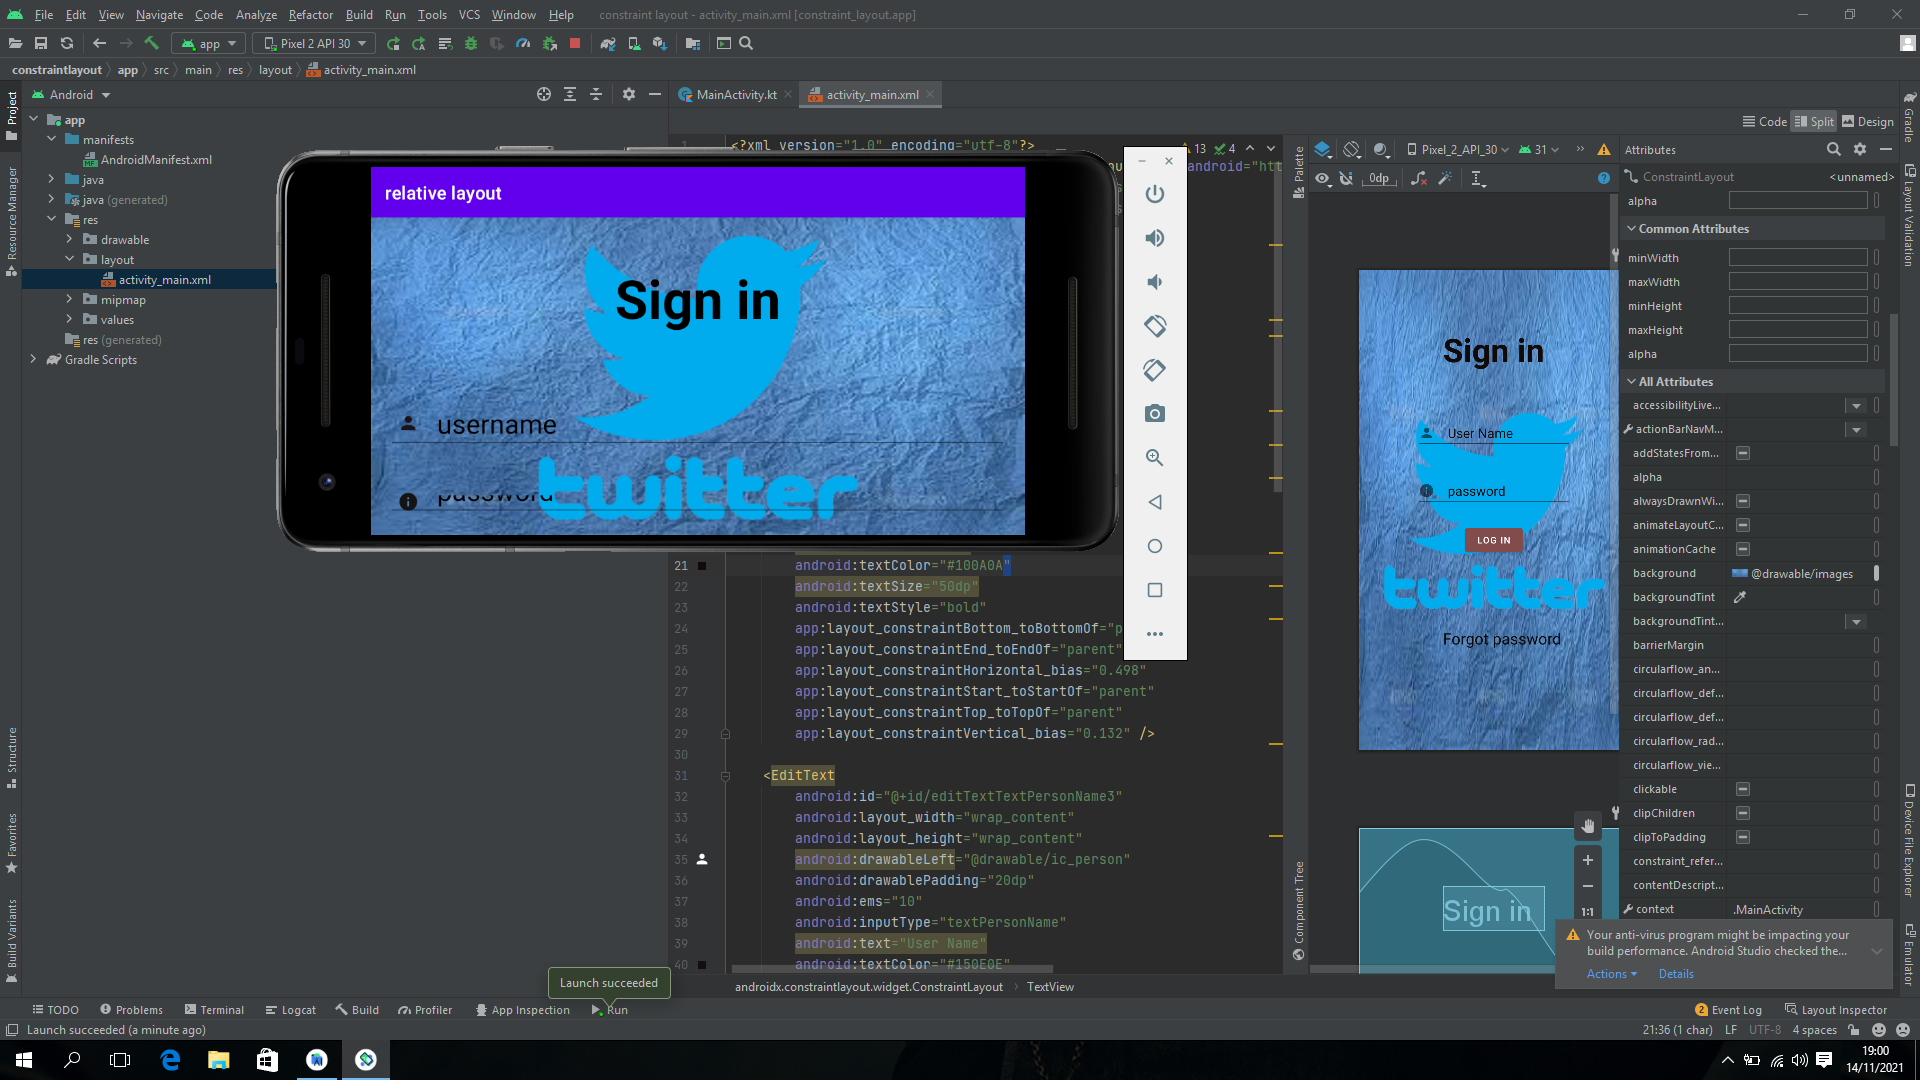 File Edit View Navigate Code Analyze Refactor Build Run Tools VCS Window Help constraint layout - activity_main.xml [constraint_layout.app]
app Pixel 2 API 30
constraintlayout app src main res layout activity_main.xml
Android
MainActivity.kt activity_main.xml
Code Split Design
Project
Resource Manager
Structure
Favorites
Build Variants
app
manifests
AndroidManifest.xml
java
java (generated)
res
drawable
layout
activity_main.xml
mipmap
values
res (generated)
Gradle Scripts
relative layout
Sign in
username
password
twitter
1 <?xml version="1.0" encoding="utf-8"?>
13 4
android="htt
21 android:textColor="#100A0A"
22 android:textSize="50dp"
23 android:textStyle="bold"
24 app:layout_constraintBottom_toBottomOf="p
25 app:layout_constraintEnd_toEndOf="parent"
26 app:layout_constraintHorizontal_bias="0.498"
27 app:layout_constraintStart_toStartOf="parent"
28 app:layout_constraintTop_toTopOf="parent"
29 app:layout_constraintVertical_bias="0.132" />
30
31 <EditText
32 android:id="@+id/editTextTextPersonName3"
33 android:layout_width="wrap_content"
34 android:layout_height="wrap_content"
35 android:drawableLeft="@drawable/ic_person"
36 android:drawablePadding="20dp"
37 android:ems="10"
38 android:inputType="textPersonName"
39 android:text="User Name"
40 android:textColor="#150E0E"
androidx.constraintlayout.widget.ConstraintLayout TextView
Palette
Component Tree
Pixel_2_API_30 31
0dp
Sign in
User Name
password
LOG IN
twitter
Forgot password
Sign in
1:1
Attributes
ConstraintLayout <unnamed>
alpha
Common Attributes
minWidth
maxWidth
minHeight
maxHeight
alpha
All Attributes
accessibilityLive...
actionBarNavM...
addStatesFrom...
alpha
alwaysDrawnWi...
animateLayoutC...
animationCache
background @drawable/images
backgroundTint
backgroundTint...
barrierMargin
circularflow_an...
circularflow_def...
circularflow_def...
circularflow_rad...
circularflow_vie...
clickable
clipChildren
clipToPadding
constraint_refer...
contentDescript...
context .MainActivity
Gradle
Layout Validation
Device File Explorer
Emulator
Your anti-virus program might be impacting your
build performance. Android Studio checked the...
Actions Details
Launch succeeded
TODO Problems Terminal Logcat Build Profiler App Inspection Run
2 Event Log Layout Inspector
Launch succeeded (a minute ago)
21:36 (1 char) LF UTF-8 4 spaces
19:00
14/11/2021